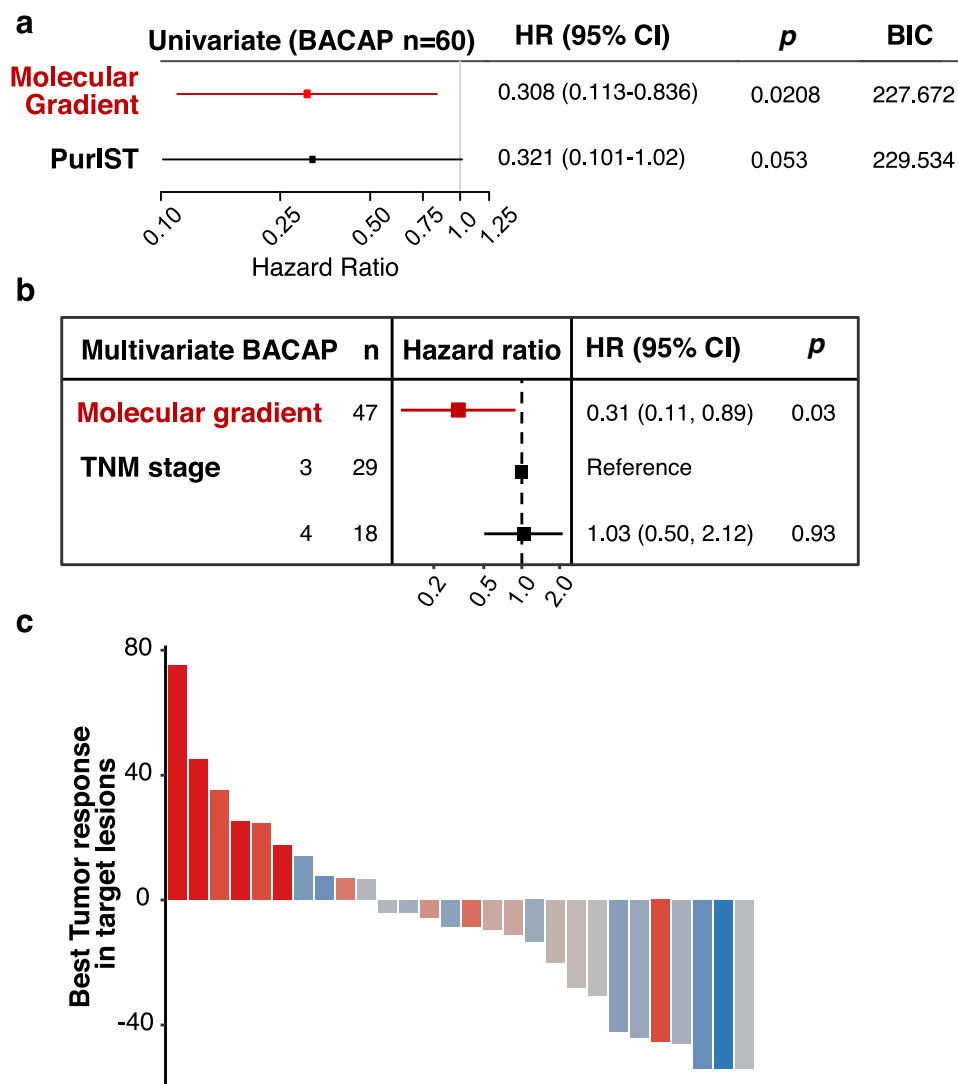 a
Univariate (BACAP n=60) HR (95% CI) p BIC
Molecular
Gradient 0.308 (0.113-0.836) 0.0208 227.672
PurIST 0.321 (0.101-1.02) 0.053 229.534
0.10 0.25 0.50 0.75 1.0 1.25
Hazard Ratio
b
Multivariate BACAP n Hazard ratio HR (95% CI) p
Molecular gradient 47 0.31 (0.11, 0.89) 0.03
TNM stage 3 29 Reference
4 18 1.03 (0.50, 2.12) 0.93
0.2 0.5 1.0 2.0
c
80
40
0
-40
Best Tumor response
in target lesions